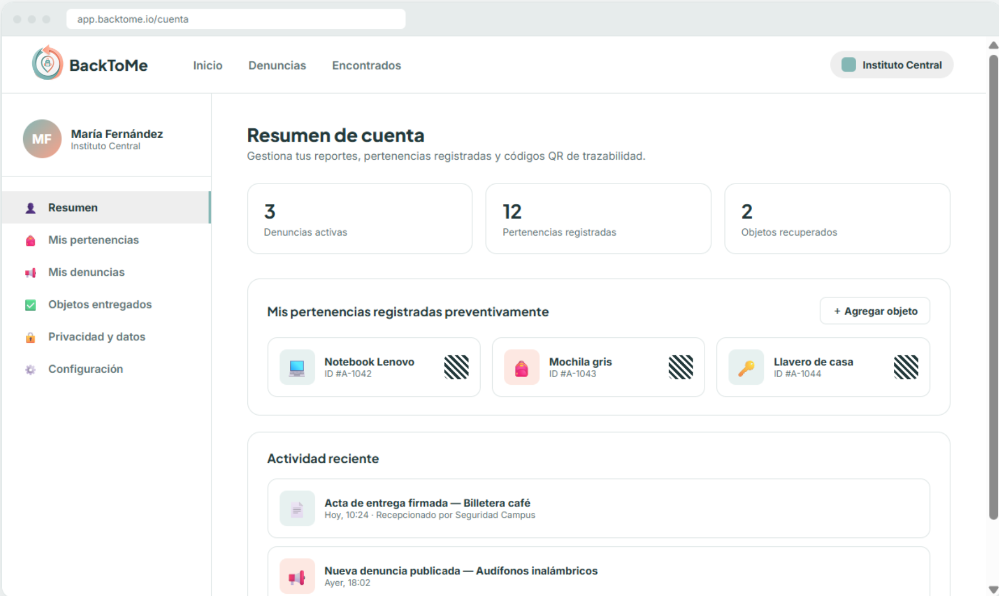 app.backtome.io/cuenta
BackToMe
Inicio
Denuncias
Encontrados
Instituto Central
MF
María Fernández
Instituto Central
Resumen
Mis pertenencias
Mis denuncias
Objetos entregados
Privacidad y datos
Configuración
Resumen de cuenta
Gestiona tus reportes, pertenencias registradas y códigos QR de trazabilidad.
3
Denuncias activas
12
Pertenencias registradas
2
Objetos recuperados
Mis pertenencias registradas preventivamente
+ Agregar objeto
Notebook Lenovo
ID #A-1042
Mochila gris
ID #A-1043
Llavero de casa
ID #A-1044
Actividad reciente
Acta de entrega firmada — Billetera café
Hoy, 10:24 · Recepcionado por Seguridad Campus
Nueva denuncia publicada — Audífonos inalámbricos
Ayer, 18:02